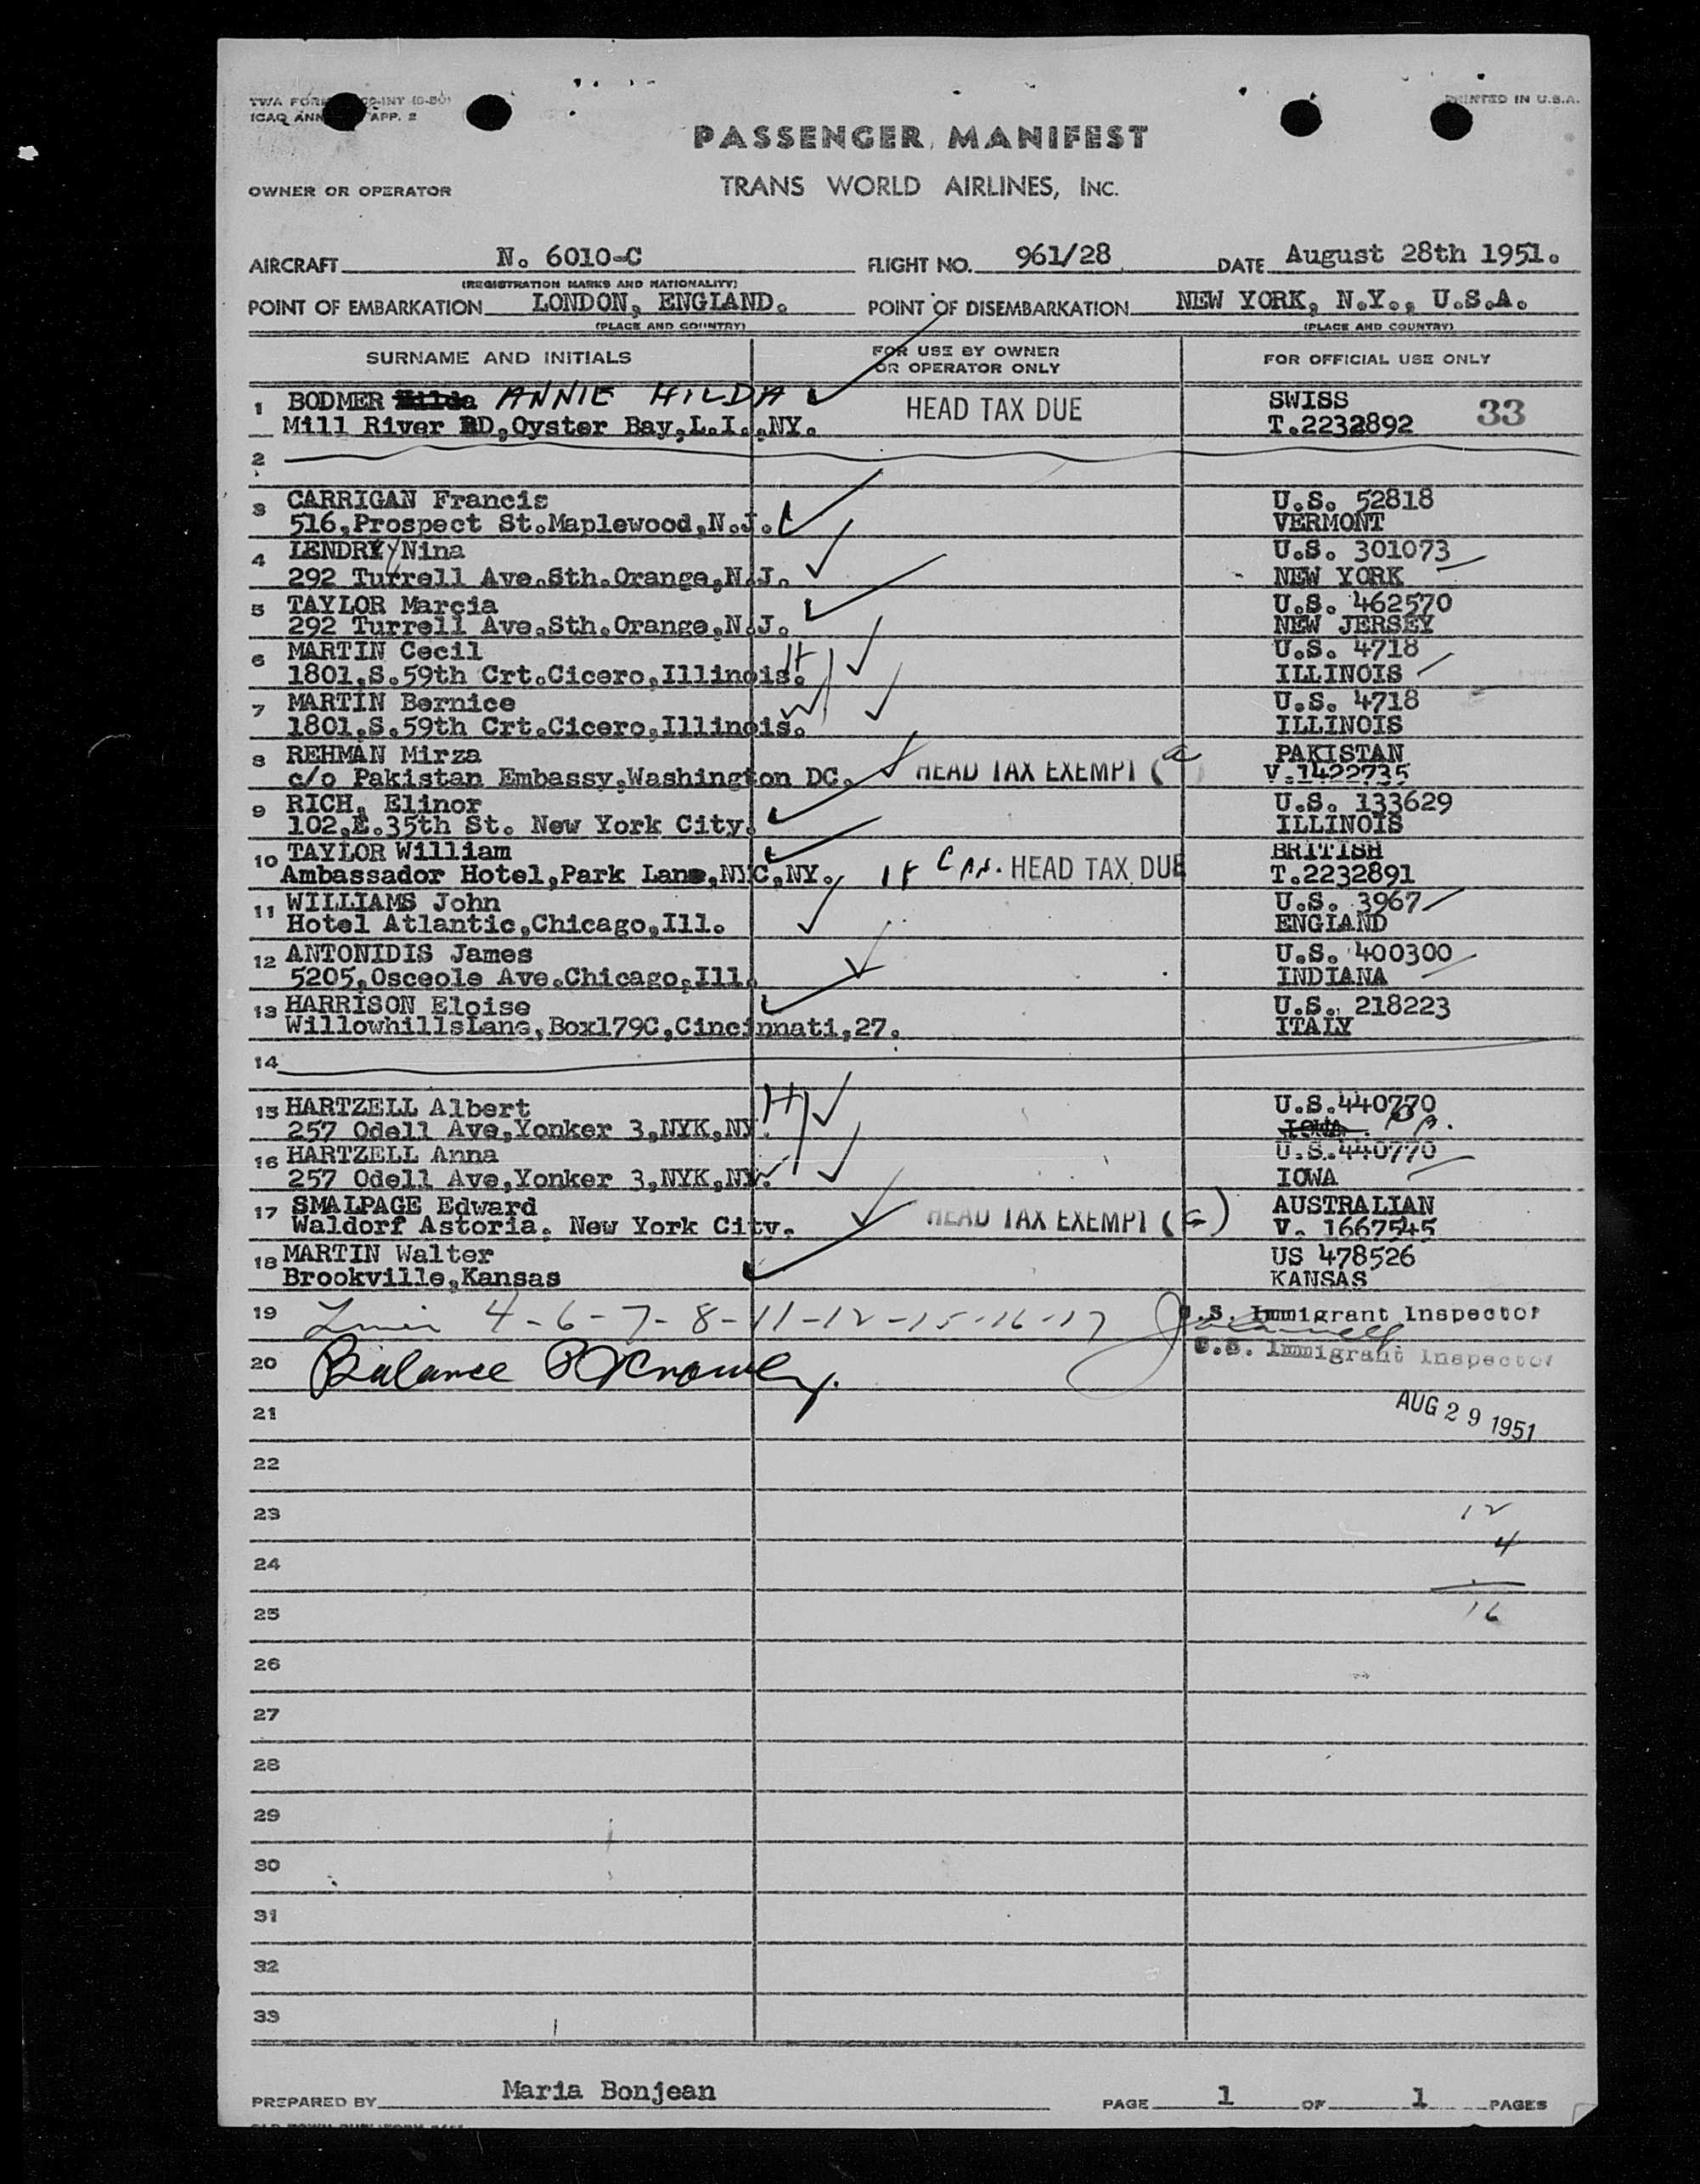 TWA FORM -INT (8-50)
ICAO ANN APP. 2
PRINTED IN U.S.A.
PASSENGER MANIFEST
OWNER OR OPERATOR
TRANS WORLD AIRLINES, INC.
AIRCRAFT N. 6010-C FLIGHT NO. 961/28 DATE August 28th 1951.
(REGISTRATION MARKS AND NATIONALITY)
POINT OF EMBARKATION LONDON, ENGLAND. POINT OF DISEMBARKATION NEW YORK, N.Y., U.S.A.
(PLACE AND COUNTRY) (PLACE AND COUNTRY)
SURNAME AND INITIALS FOR USE BY OWNER OR OPERATOR ONLY FOR OFFICIAL USE ONLY
1 BODMER Hilda ANNIE HILDA HEAD TAX DUE SWISS 33
Mill River RD,Oyster Bay,L.I.,NY. T.2232892
2
3 CARRIGAN Francis U.S. 52818
516,Prospect St.Maplewood,N.J. VERMONT
4 LENDRY Nina U.S. 301073
292 Turrell Ave.Sth.Orange,N.J. NEW YORK
5 TAYLOR Marcia U.S. 462570
292 Turrell Ave.Sth.Orange,N.J. NEW JERSEY
6 MARTIN Cecil H U.S. 4718
1801.S.59th Crt.Cicero,Illinois. ILLINOIS
7 MARTIN Bernice W U.S. 4718
1801.S.59th Crt.Cicero,Illinois. ILLINOIS
8 REHMAN Mirza HEAD TAX EXEMPT (a) PAKISTAN
c/o Pakistan Embassy,Washington DC. V.1422735
9 RICH, Elinor U.S. 133629
102.E.35th St. New York City. ILLINOIS
10 TAYLOR William BRITISH
Ambassador Hotel,Park Lane,NYC,NY. HEAD TAX DUE T.2232891
11 WILLIAMS John U.S. 3967
Hotel Atlantic,Chicago,Ill. ENGLAND
12 ANTONIDIS James U.S. 400300
5205,Osceole Ave.Chicago,Ill. INDIANA
13 HARRISON Eloise U.S. 218223
WillowhillsLane,Box179C,Cincinnati,27. ITALY
14
15 HARTZELL Albert H U.S.440770
257 Odell Ave,Yonker 3,NYK,NY. IOWA.
16 HARTZELL Anna U.S.440770
257 Odell Ave,Yonker 3,NYK,NY. IOWA
17 SMALPAGE Edward HEAD TAX EXEMPT AUSTRALIAN
Waldorf Astoria. New York City. V. 1667545
18 MARTIN Walter US 478526
Brookville,Kansas KANSAS
19 4-6-7-8-11-12-15-16-17 U.S. Immigrant Inspector
20 Balance U.S. Immigrant Inspector
21 AUG 29 1951
22
23 12
24 4
25 16
26
27
28
29
30
31
32
33
PREPARED BY Maria Bonjean PAGE 1 OF 1 PAGES